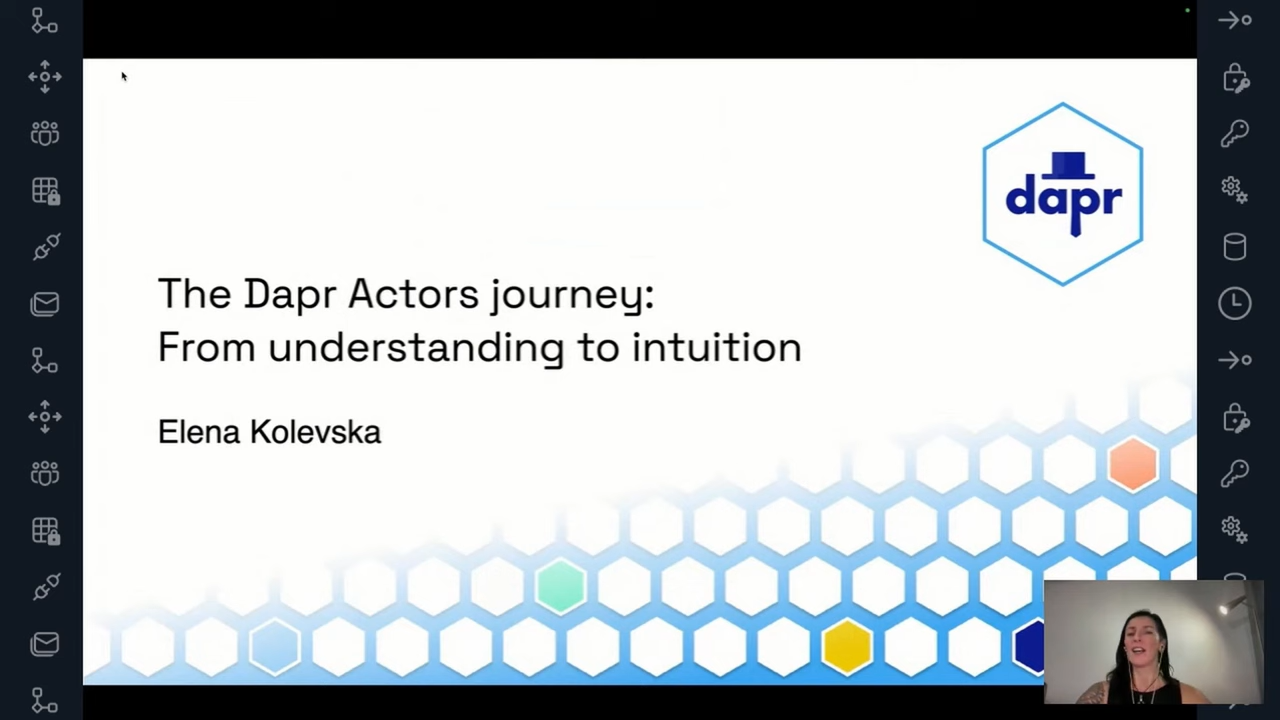 dapr
The Dapr Actors journey:
From understanding to intuition
Elena Kolevska